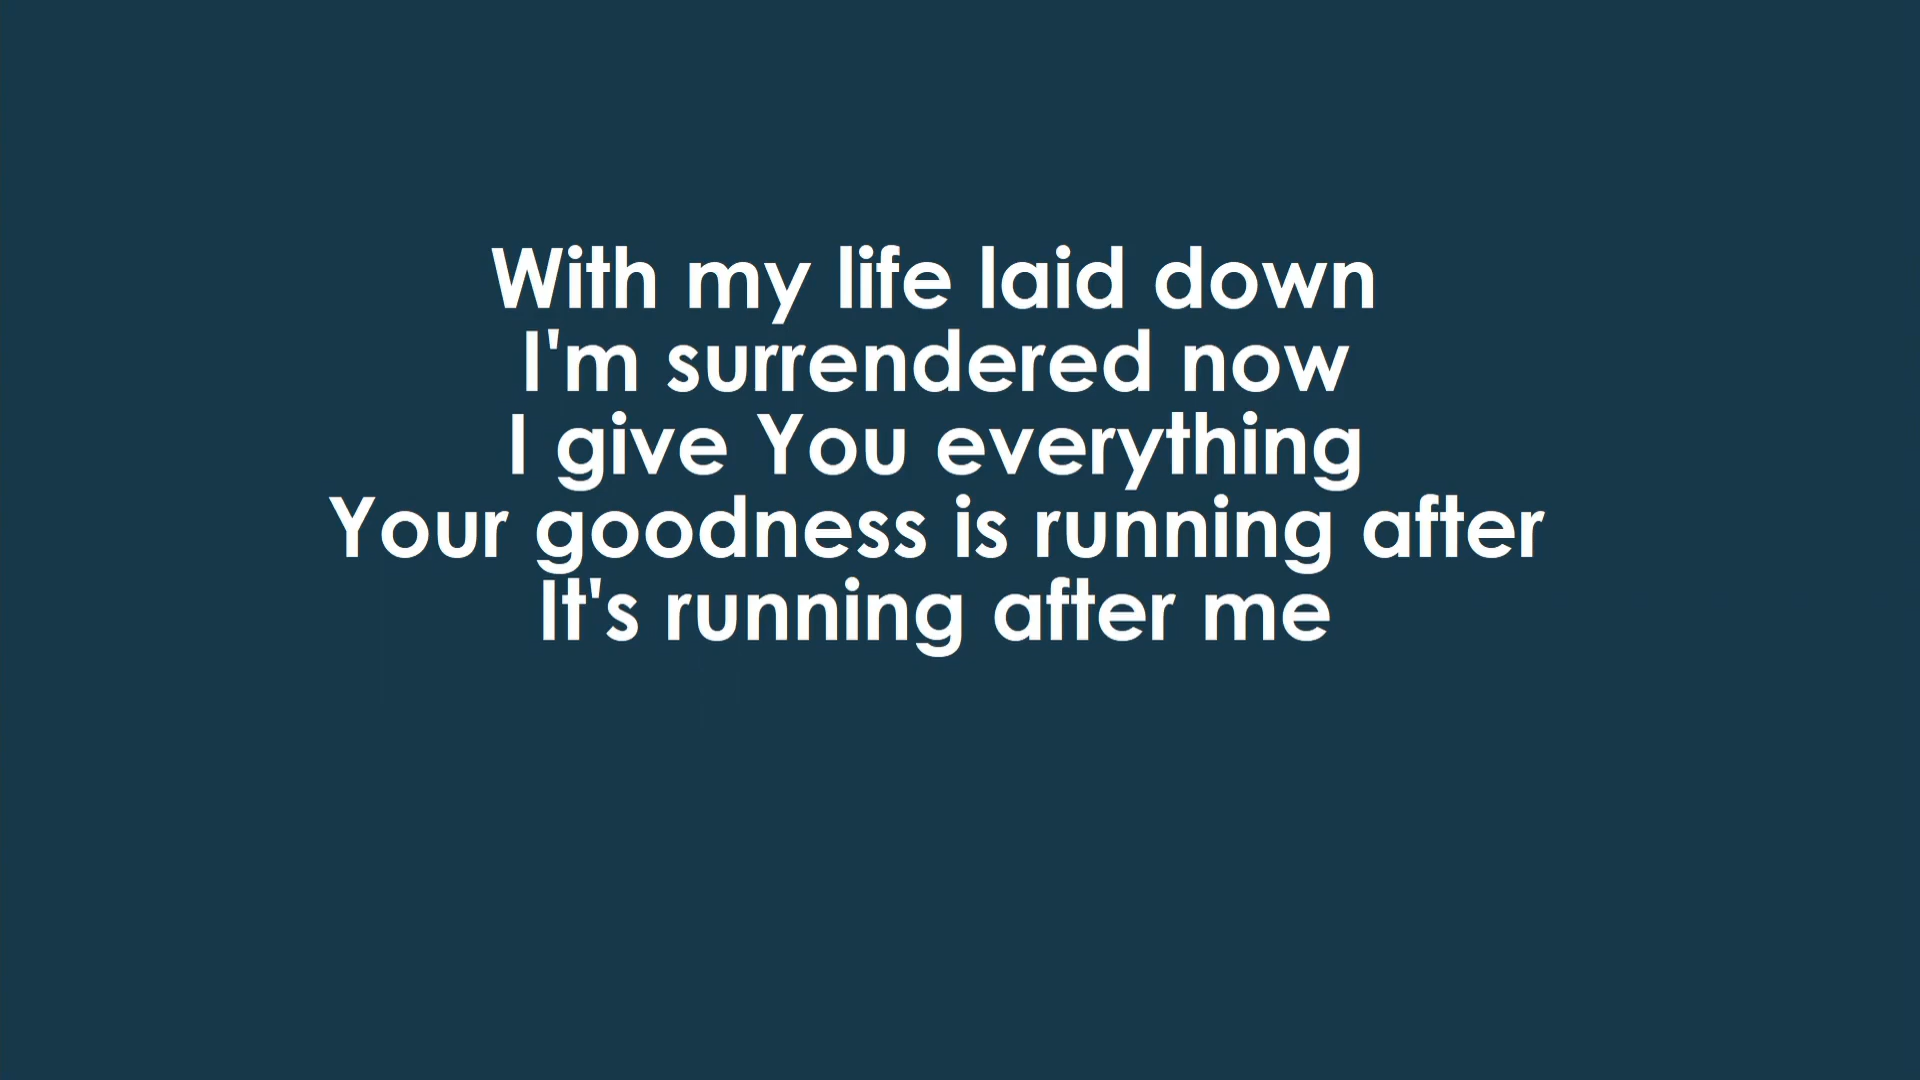 With my life laid down
I'm surrendered now
I give You everything
Your goodness is running after
It's running after me